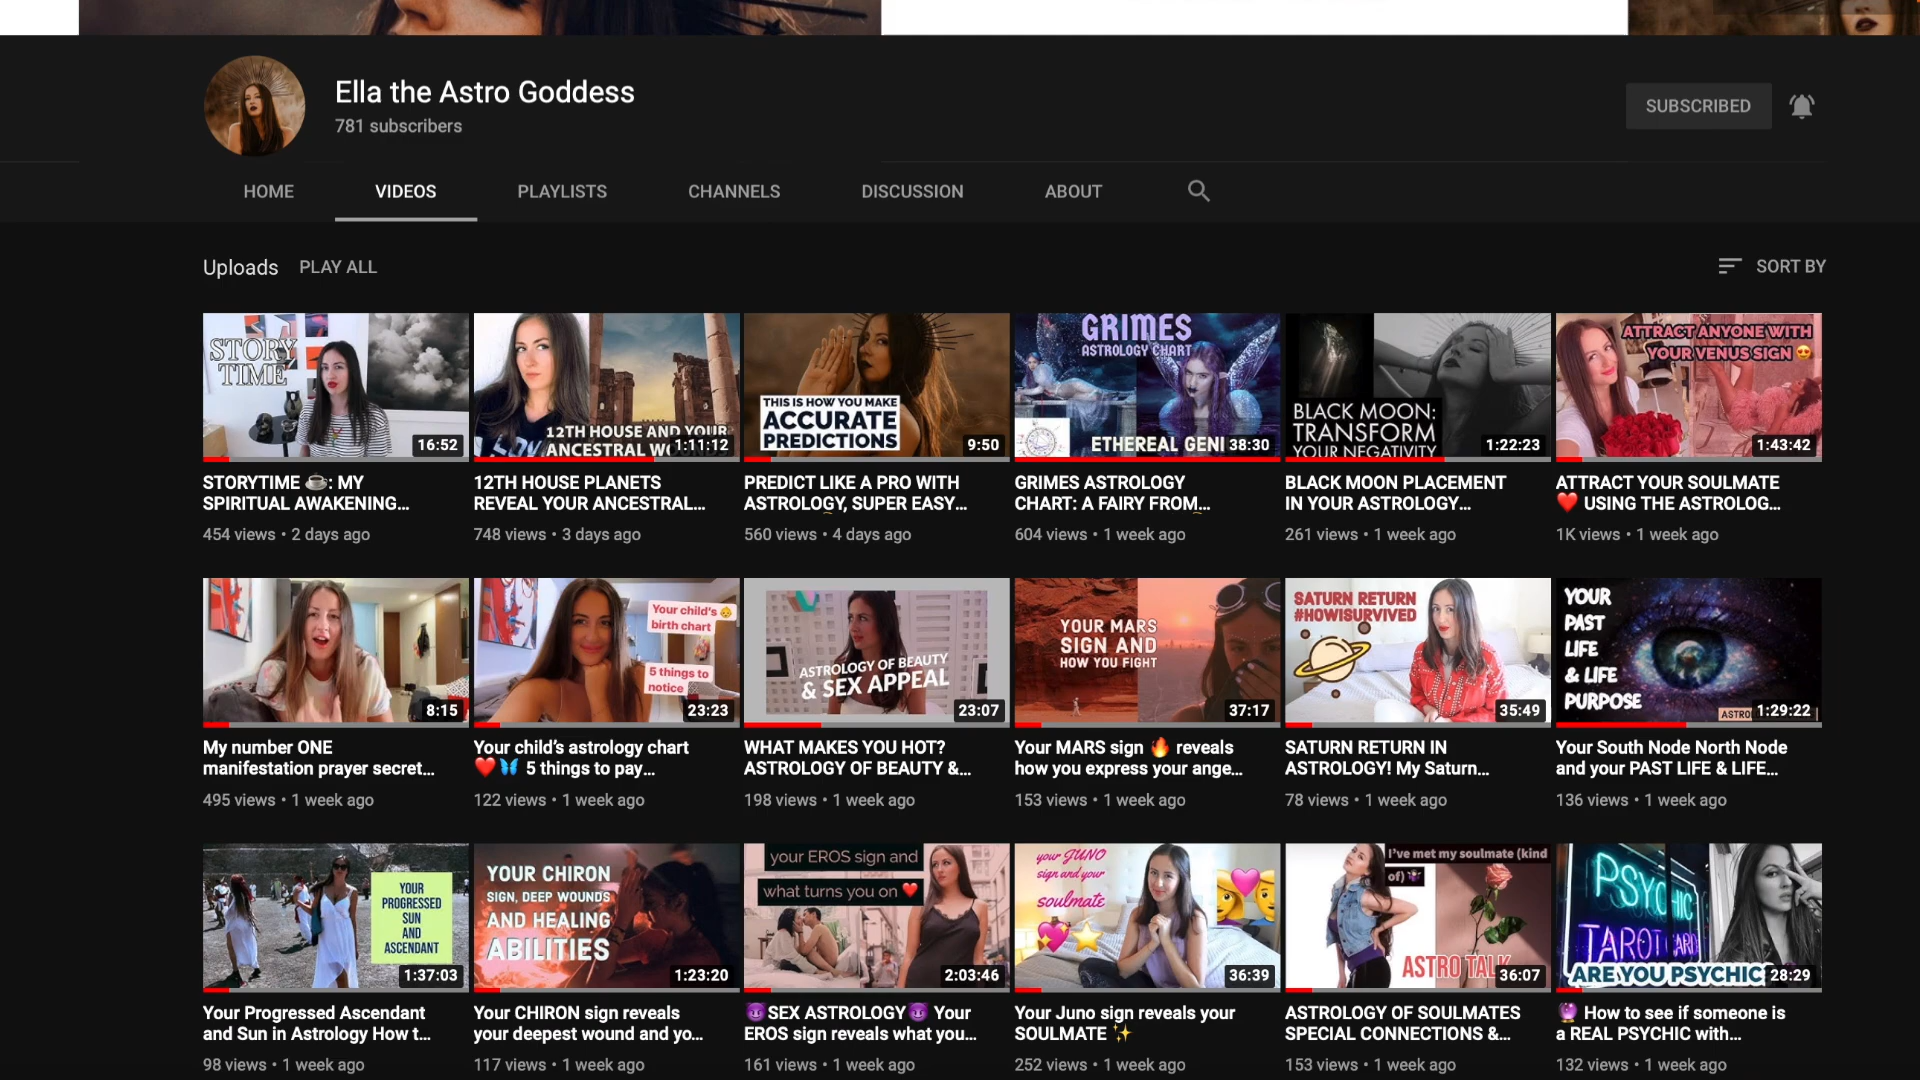 Ella the Astro Goddess
781 subscribers
SUBSCRIBED
HOME
VIDEOS
PLAYLISTS
CHANNELS
DISCUSSION
ABOUT
Uploads
PLAY ALL
SORT BY
STORY
TIME
16:52
STORYTIME ☕: MY
SPIRITUAL AWAKENING...
454 views • 2 days ago
12TH HOUSE AND YOUR
ANCESTRAL
1:11:12
12TH HOUSE PLANETS
REVEAL YOUR ANCESTRAL...
748 views • 3 days ago
THIS IS HOW YOU MAKE
ACCURATE
PREDICTIONS
9:50
PREDICT LIKE A PRO WITH
ASTROLOGY, SUPER EASY...
560 views • 4 days ago
GRIMES
ASTROLOGY CHART
ETHEREAL GENI
38:30
GRIMES ASTROLOGY
CHART: A FAIRY FROM...
604 views • 1 week ago
BLACK MOON:
TRANSFORM
YOUR NEGATIVITY
1:22:23
BLACK MOON PLACEMENT
IN YOUR ASTROLOGY...
261 views • 1 week ago
ATTRACT ANYONE WITH
YOUR VENUS SIGN 😍
1:43:42
ATTRACT YOUR SOULMATE
❤️ USING THE ASTROLOG...
1K views • 1 week ago
8:15
My number ONE
manifestation prayer secret...
495 views • 1 week ago
Your child's 👶
birth chart
5 things to
notice
23:23
Your child's astrology chart
❤️🦋 5 things to pay...
122 views • 1 week ago
ASTROLOGY OF BEAUTY
& SEX APPEAL
23:07
WHAT MAKES YOU HOT?
ASTROLOGY OF BEAUTY &...
198 views • 1 week ago
YOUR MARS
SIGN AND
HOW YOU FIGHT
37:17
Your MARS sign 🔥 reveals
how you express your ange...
153 views • 1 week ago
SATURN RETURN
#HOWISURVIVED
35:49
SATURN RETURN IN
ASTROLOGY! My Saturn...
78 views • 1 week ago
YOUR
PAST
LIFE
& LIFE
PURPOSE
ASTRO
1:29:22
Your South Node North Node
and your PAST LIFE & LIFE...
136 views • 1 week ago
YOUR
PROGRESSED
SUN
AND
ASCENDANT
1:37:03
Your Progressed Ascendant
and Sun in Astrology How t...
98 views • 1 week ago
YOUR CHIRON
SIGN, DEEP WOUNDS
AND HEALING
ABILITIES
1:23:20
Your CHIRON sign reveals
your deepest wound and yo...
117 views • 1 week ago
your EROS sign and
what turns you on ❤️
2:03:46
😈SEX ASTROLOGY😈 Your
EROS sign reveals what you...
161 views • 1 week ago
your JUNO
sign and your
soulmate
36:39
Your Juno sign reveals your
SOULMATE ✨
252 views • 1 week ago
I've met my soulmate (kind
of) 😈
ASTRO TALK
36:07
ASTROLOGY OF SOULMATES
SPECIAL CONNECTIONS &...
153 views • 1 week ago
PSYCHIC
TAROT CARD
ARE YOU PSYCHIC
28:29
🔮 How to see if someone is
a REAL PSYCHIC with...
132 views • 1 week ago